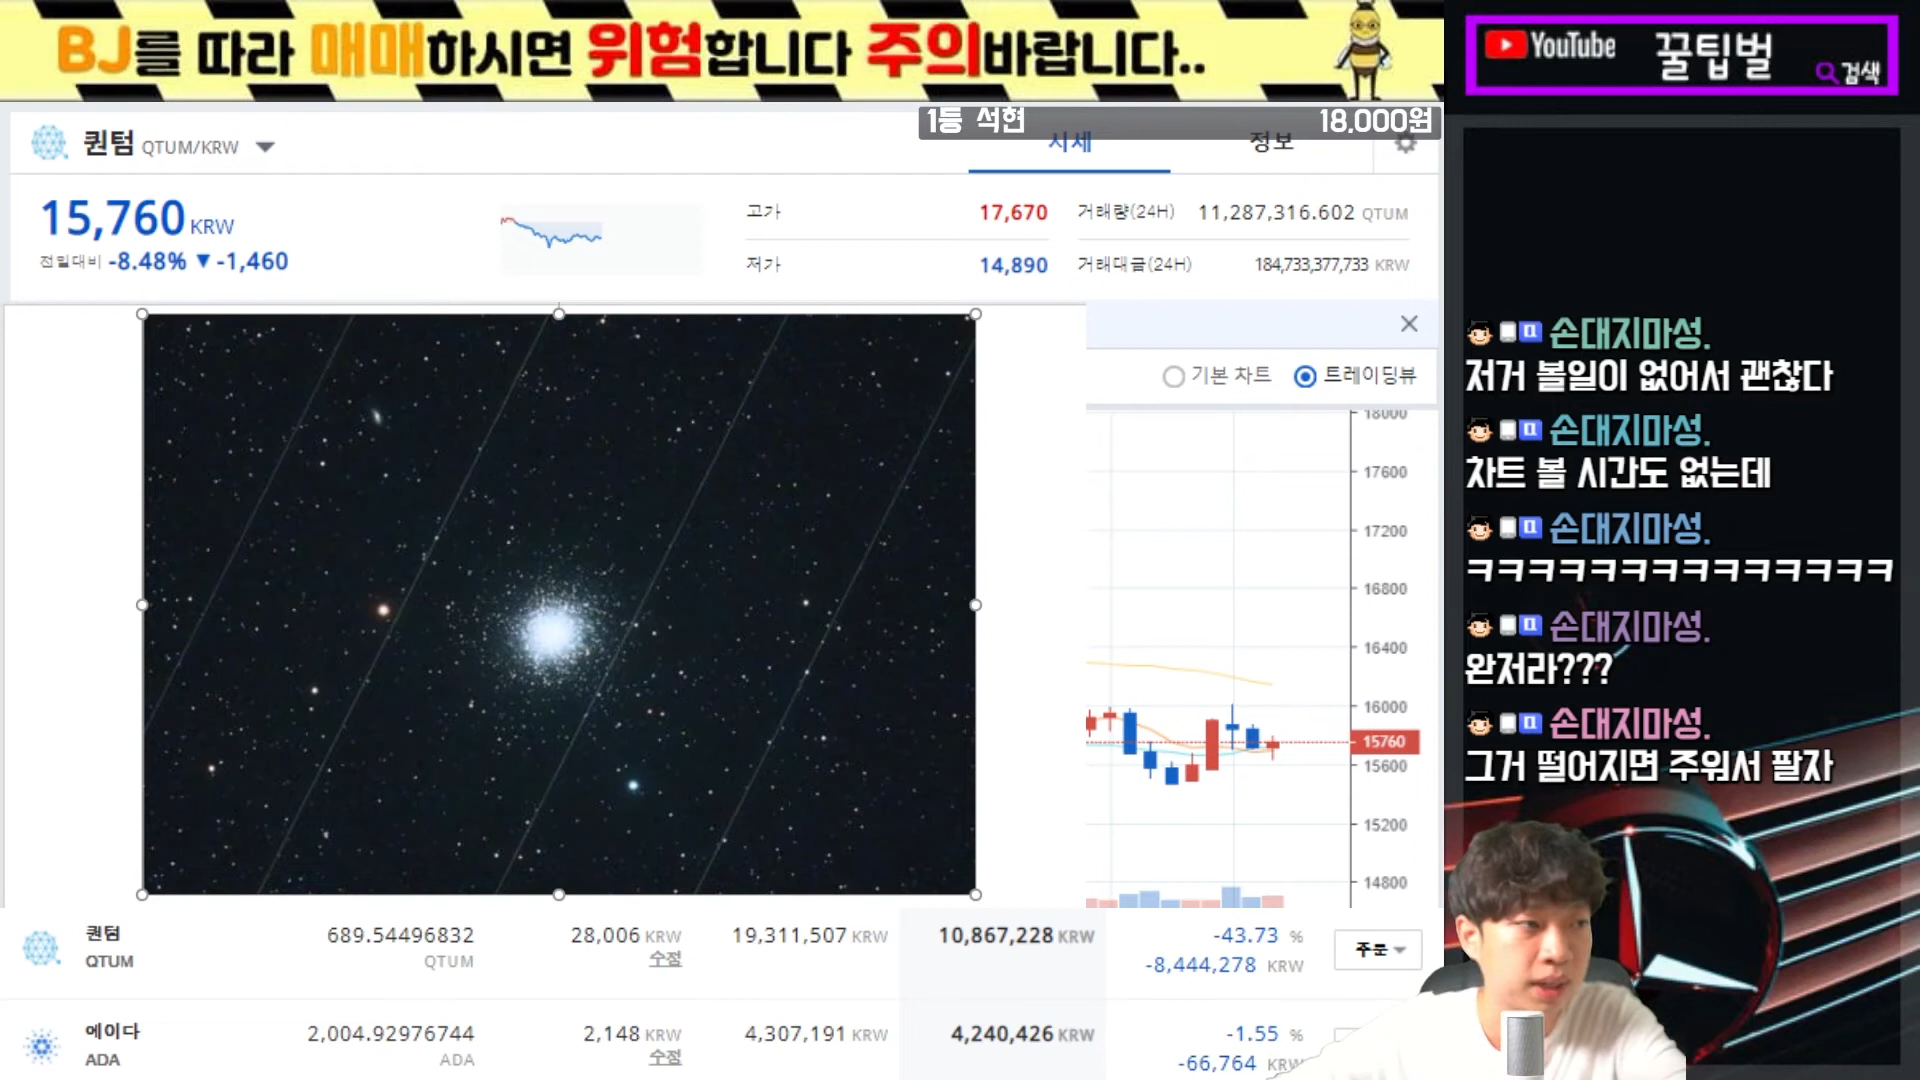 BJ를 따라 매매하시면 위험합니다 주의바랍니다..
YouTube 꿀팁벌 검색
1등 석현 18,000원
퀀텀 QTUM/KRW
시세 정보
15,760 KRW
전일대비 -8.48% ▼ -1,460
고가 17,670
저가 14,890
거래량(24H) 11,287,316.602 QTUM
거래대금(24H) 184,733,377,733 KRW
기본 차트 트레이딩뷰
18000
17600
17200
16800
16400
16000
15760
15600
15200
14800
퀀텀 689.54496832 28,006 KRW 19,311,507 KRW 10,867,228 KRW -43.73 % 주문
QTUM QTUM 수정 -8,444,278 KRW
에이다 2,004.92976744 2,148 KRW 4,307,191 KRW 4,240,426 KRW -1.55 %
ADA ADA 수정 -66,764 KRW
손대지마성.
저거 볼일이 없어서 괜찮다
손대지마성.
차트 볼 시간도 없는데
손대지마성.
ㅋㅋㅋㅋㅋㅋㅋㅋㅋㅋㅋㅋㅋㅋ
손대지마성.
완저라???
손대지마성.
그거 떨어지면 주워서 팔자